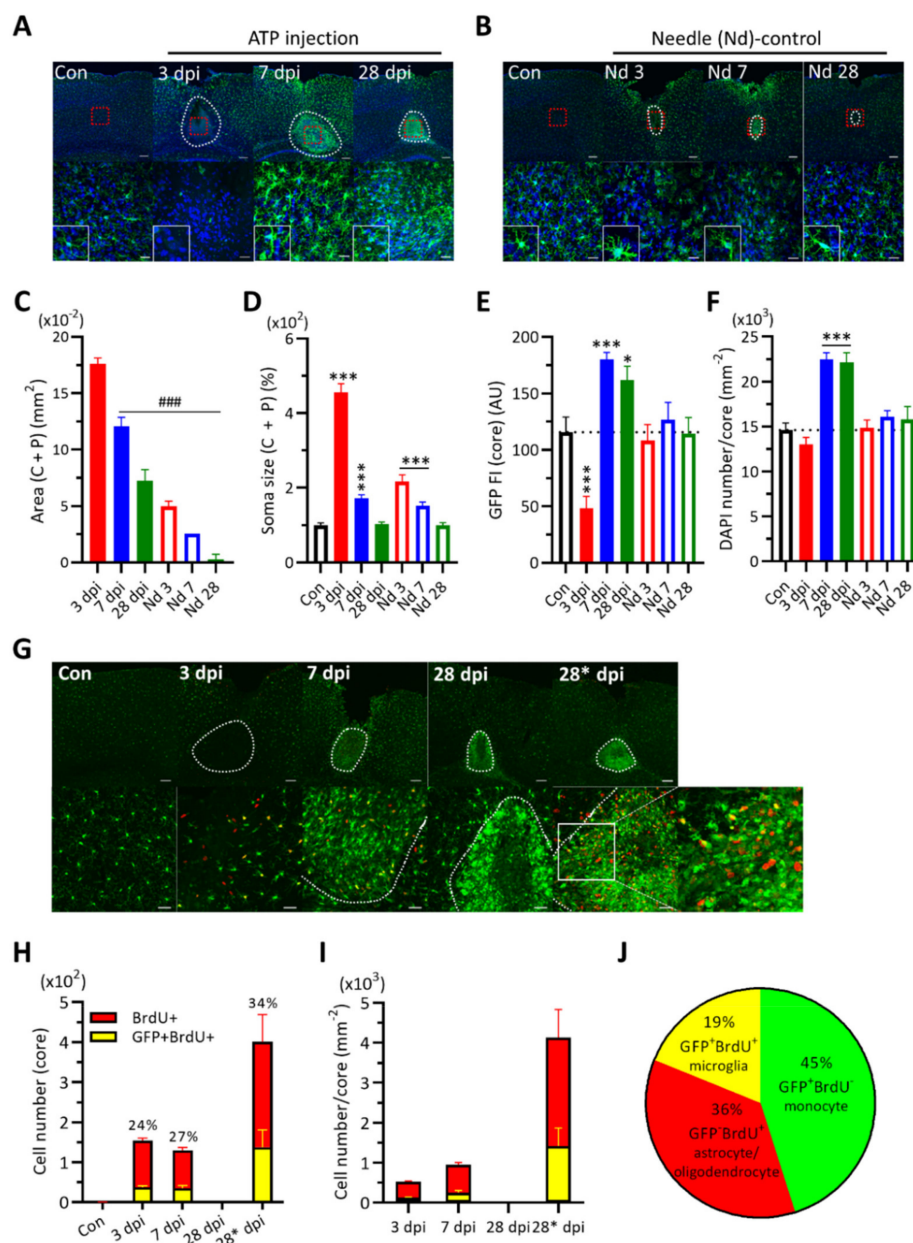 A
ATP injection
Con 3 dpi 7 dpi 28 dpi
B
Needle (Nd)-control
Con Nd 3 Nd 7 Nd 28
C
(x10-2)
Area (C + P) (mm2)
20
15
10
5
0
3 dpi 7 dpi 28 dpi Nd 3 Nd 7 Nd 28
###
D
(x102)
Soma size (C + P) (%)
6
4
2
0
*** *** ***
Con 3 dpi 7 dpi 28 dpi Nd 3 Nd 7 Nd 28
E
GFP FI (core) (AU)
200
150
100
50
0
*** *** *
Con 3 dpi 7 dpi 28 dpi Nd 3 Nd 7 Nd 28
F
(x103)
DAPI number/core (mm-2)
25
20
15
10
5
0
***
Con 3 dpi 7 dpi 28 dpi Nd 3 Nd 7 Nd 28
G
Con 3 dpi 7 dpi 28 dpi 28* dpi
H
(x102)
Cell number (core)
5
4
3
2
1
0
BrdU+
GFP+BrdU+
24% 27% 34%
Con 3 dpi 7 dpi 28 dpi 28* dpi
I
(x103)
Cell number/core (mm-2)
5
4
3
2
1
0
3 dpi 7 dpi 28 dpi 28* dpi
J
19%
GFP+BrdU+
microglia
45%
GFP+BrdU-
monocyte
36%
GFP-BrdU+
astrocyte/
oligodendrocyte